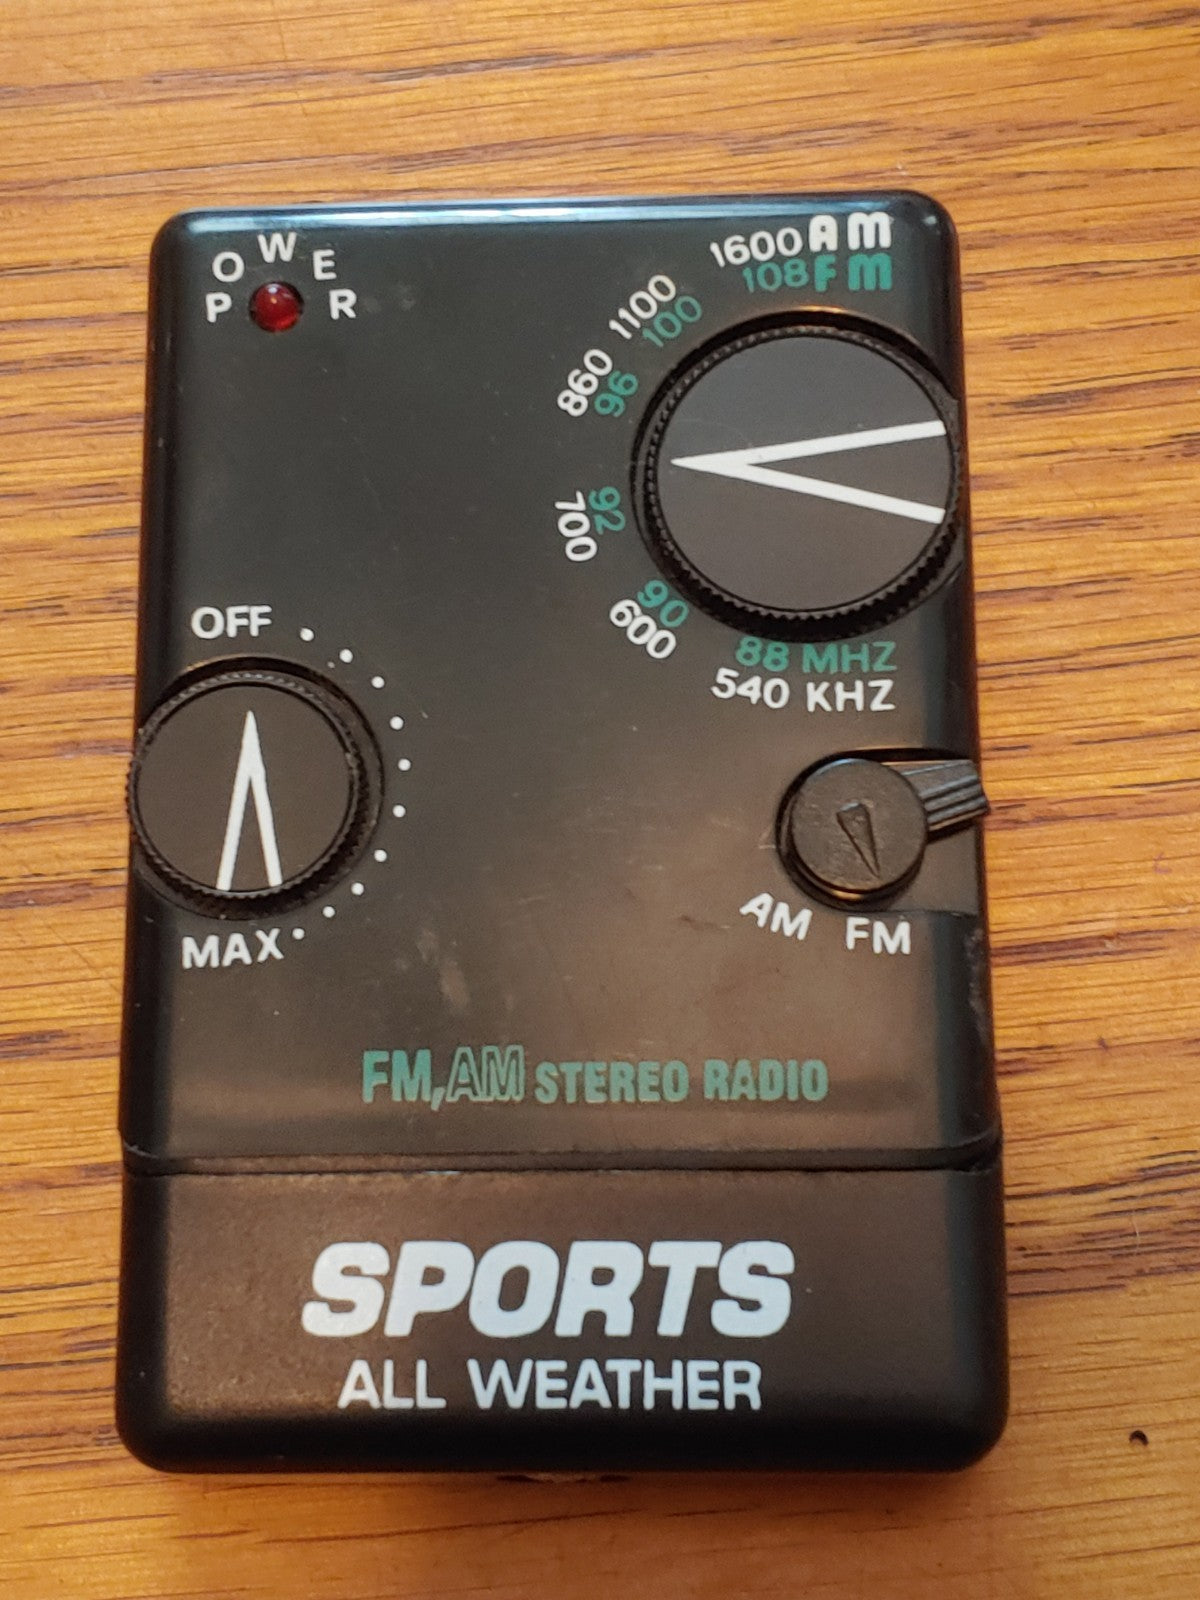 POWER
1600 AM
108 FM
1100
100
860
96
700
92
600
90
88 MHZ
540 KHZ
OFF
MAX
AM FM
FM, AM STEREO RADIO
SPORTS
ALL WEATHER